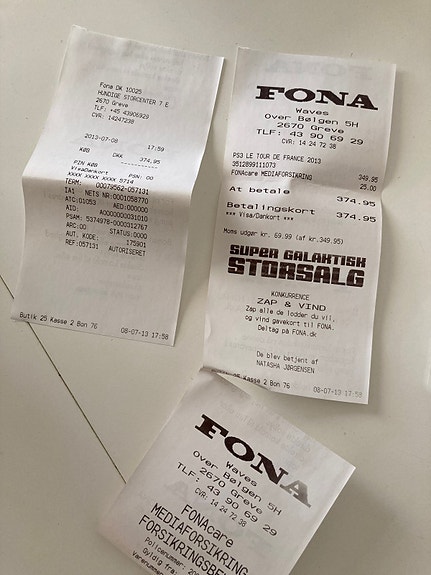 Fona DK 10025
HUNDIGE STORCENTER 7 E
2670 Greve
TLF: +45 43906929
CVR: 14247238
2013-07-08 17:59
KØB DKK 374,95
PIN KØB PSN: 00
Visa/Dankort
XXXX XXXX XXXX 5714
TERM: 00079562-057131
IA1 NETS NR:0001058770
ATC:01053 AED:000000
AID: A0000000031010
PSAM: 5374978-0000312767
ARC:00 STATUS:0000
AUT. KODE: 175901
REF:057131 AUTORISERET
Butik 25 Kasse 2 Bon 76 08-07-13 17:58
FONA
Waves
Over Bølgen 5H
2670 Greve
TLF: 43 90 69 29
CVR: 14 24 72 38
PS3 LE TOUR DE FRANCE 2013
3512899111073 349.95
FONAcare MEDIAFORSIKRING 25.00
At betale 374.95
Betalingskort 374.95
*** Visa/Dankort ***
Moms udgør kr. 69.99 (af kr.349.95)
SUPER GALAKTISK
STORSALG
KONKURRENCE
ZAP & VIND
Zap alle de lodder du vil,
og vind gavekort til FONA.
Deltag på FONA.dk
De blev betjent af
NATASHA JØRGENSEN
25 Kasse 2 Bon 76 08-07-13 17:58
FONA
Waves
Over Bølgen 5H
2670 Greve
TLF: 43 90 69 29
CVR: 14 24 72 38
FONAcare
MEDIAFORSIKRING
Policenummer:
Gyldig fra:
Varenummer